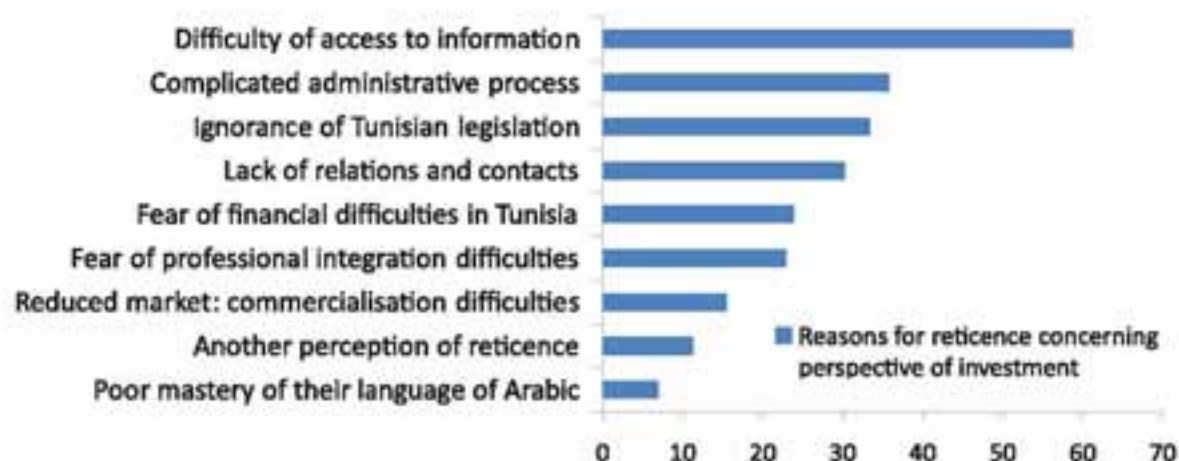 Difficulty of access to information
Complicated administrative process
Ignorance of Tunisian legislation
Lack of relations and contacts
Fear of financial difficulties in Tunisia
Fear of professional integration difficulties
Reduced market: commercialisation difficulties
Another perception of reticence
Poor mastery of their language of Arabic
Reasons for reticence concerning
perspective of investment
0 10 20 30 40 50 60 70